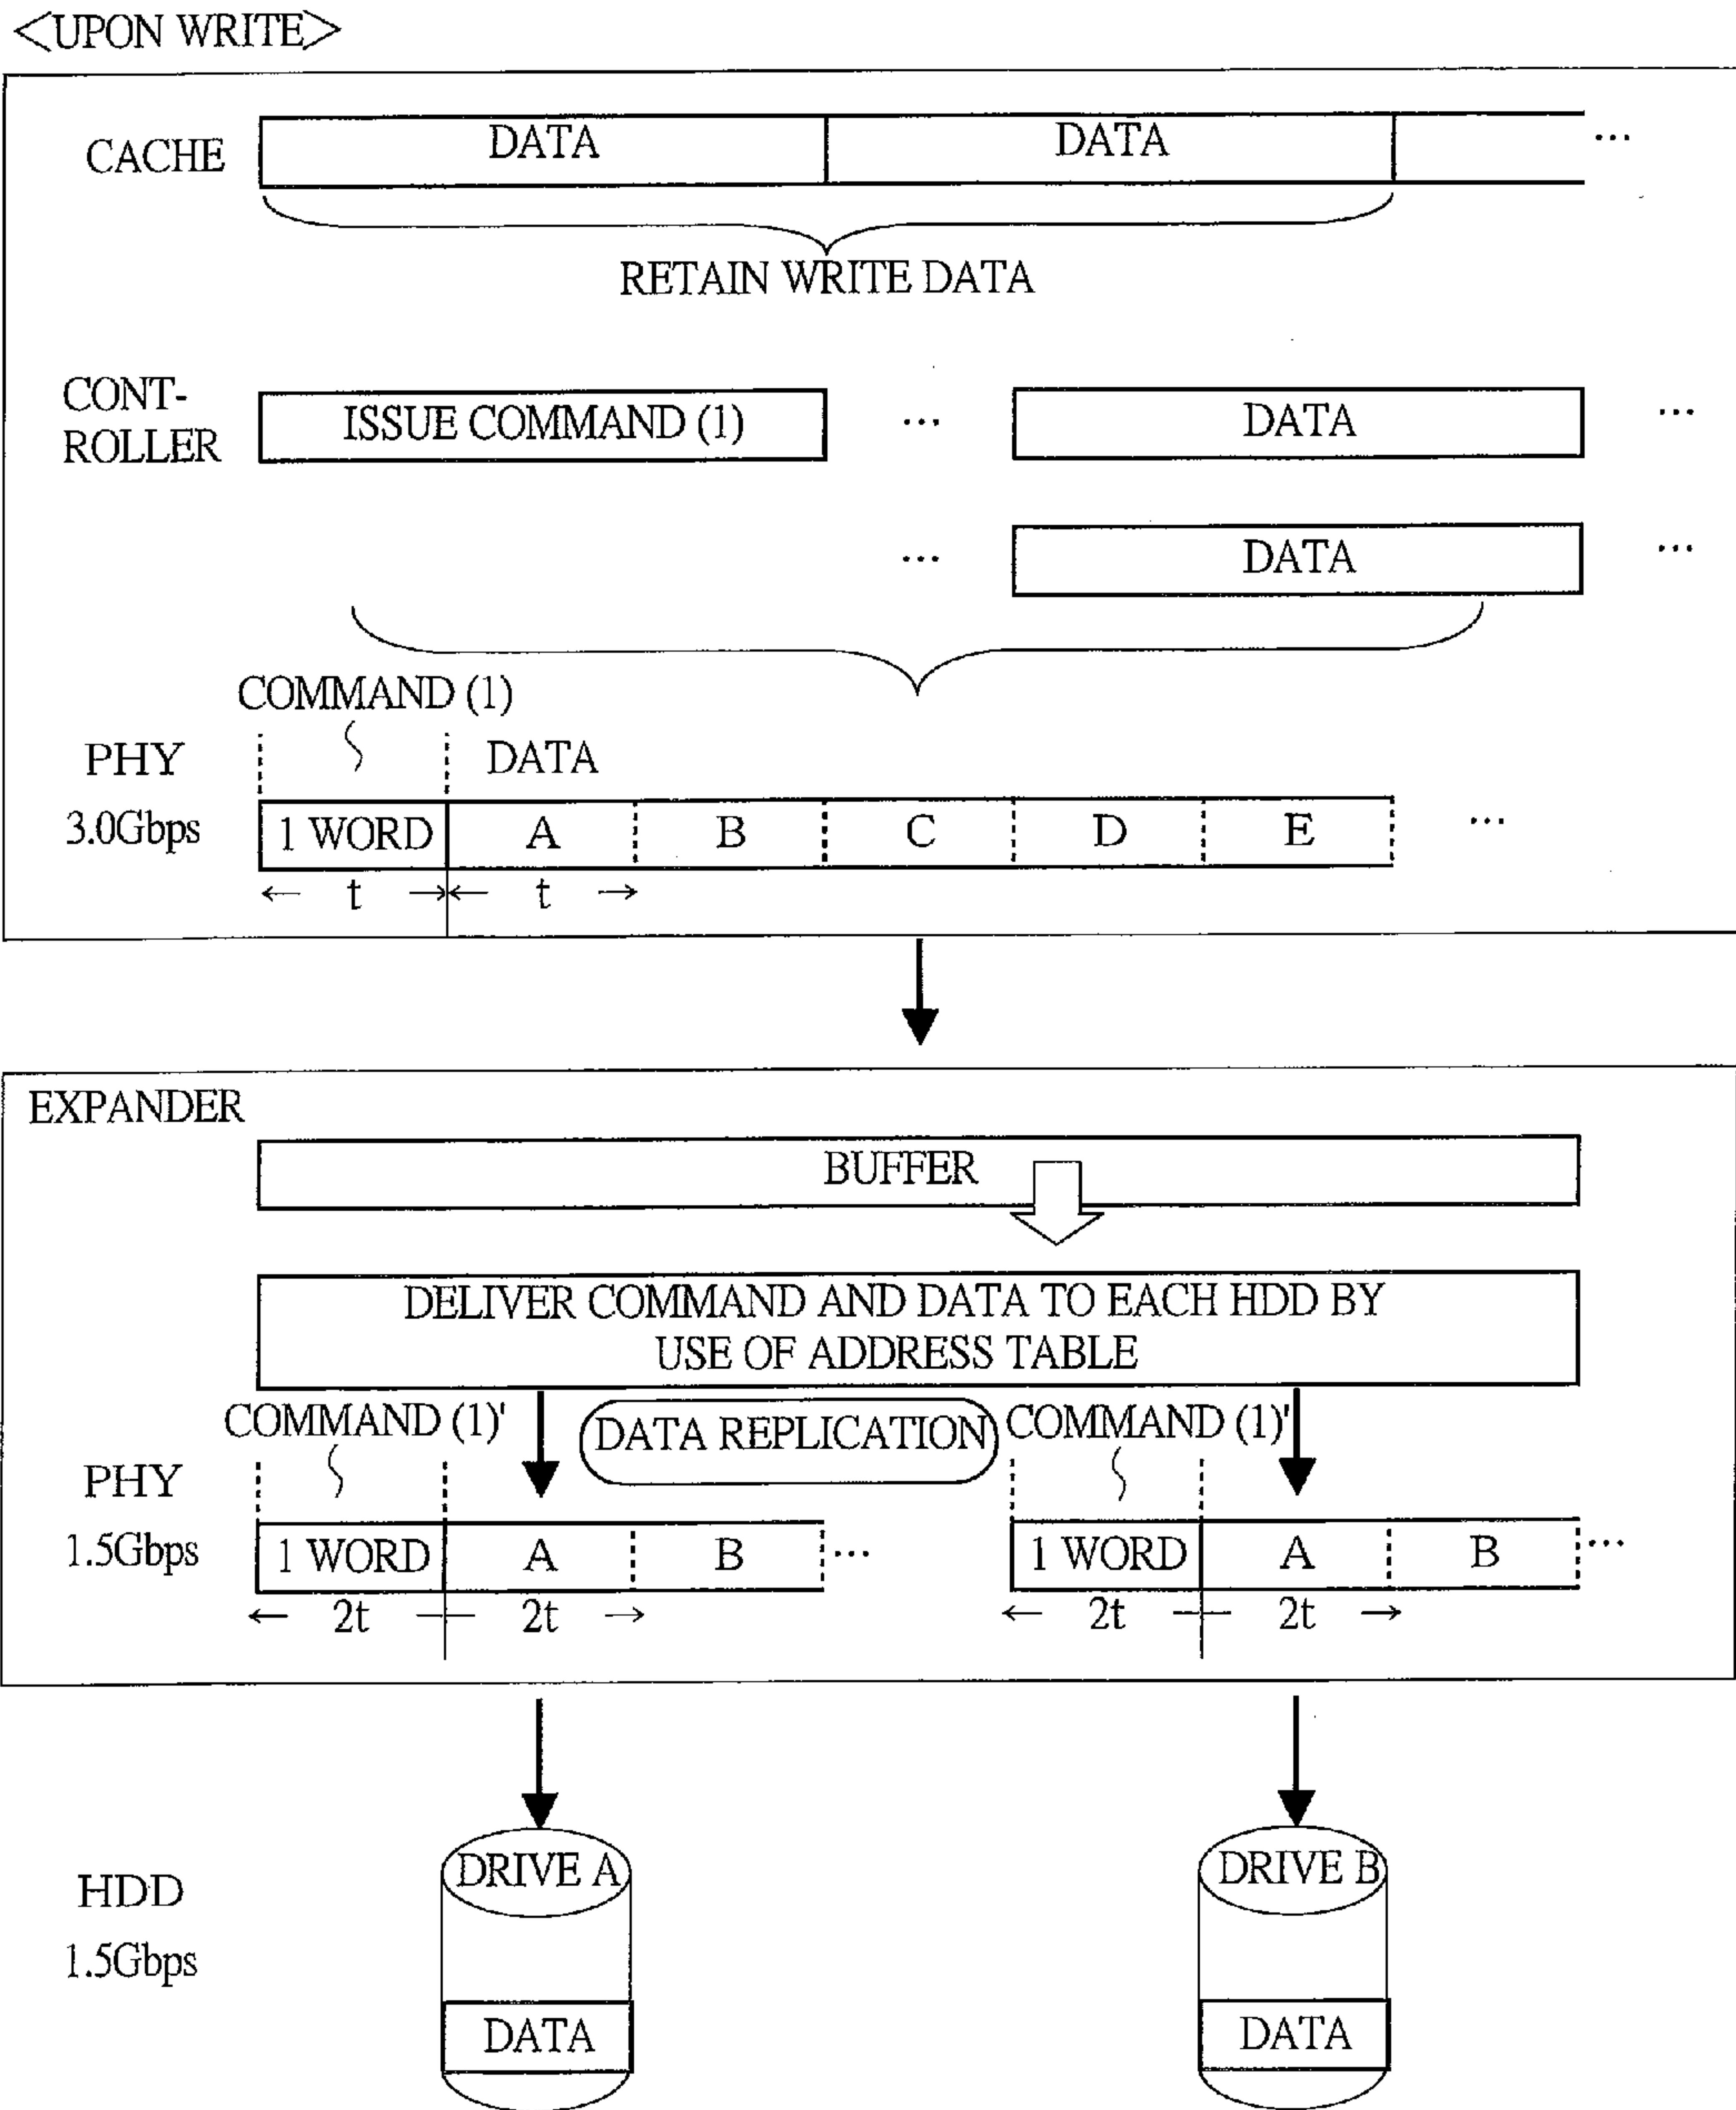 <UPON WRITE>
CACHE DATA DATA ...
RETAIN WRITE DATA
CONT-
ROLLER ISSUE COMMAND (1) ... DATA ...
... DATA ...
COMMAND (1)
PHY DATA
3.0Gbps 1 WORD A B C D E ...
← t →← t →
EXPANDER
BUFFER
DELIVER COMMAND AND DATA TO EACH HDD BY
USE OF ADDRESS TABLE
COMMAND (1)' DATA REPLICATION COMMAND (1)'
PHY
1.5Gbps 1 WORD A B ... 1 WORD A B ...
← 2t — 2t → ← 2t — 2t →
DRIVE A DRIVE B
HDD
1.5Gbps
DATA DATA